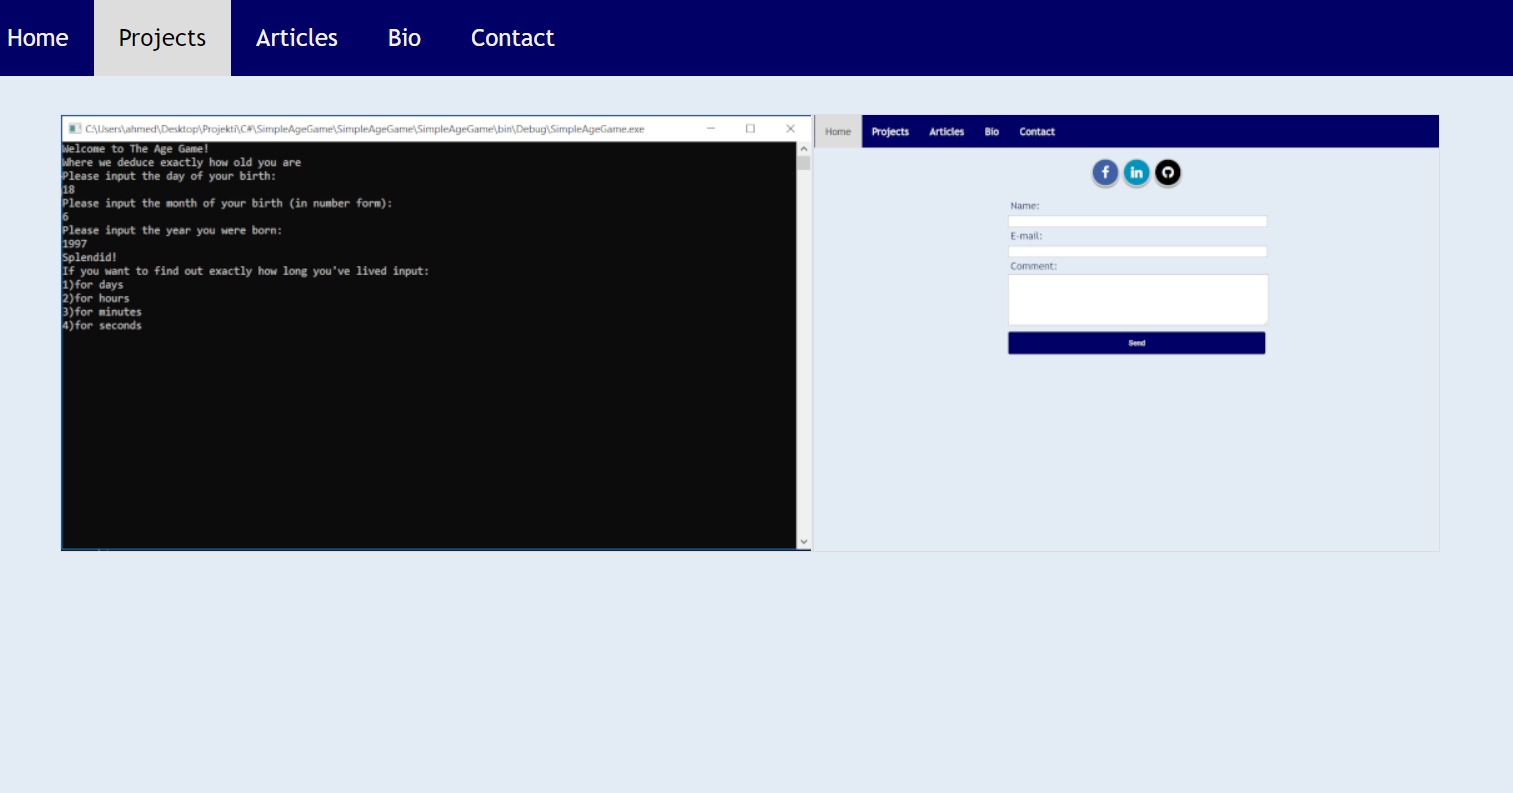 Home Projects Articles Bio Contact
C:\Users\ahmed\Desktop\Projekti\C#\SimpleAgeGame\SimpleAgeGame\SimpleAgeGame\bin\Debug\SimpleAgeGame.exe
Welcome to The Age Game!
Where we deduce exactly how old you are
Please input the day of your birth:
18
Please input the month of your birth (in number form):
6
Please input the year you were born:
1997
Splendid!
If you want to find out exactly how long you've lived input:
1)for days
2)for hours
3)for minutes
4)for seconds
Home Projects Articles Bio Contact
f in
Name:
E-mail:
Comment:
Send